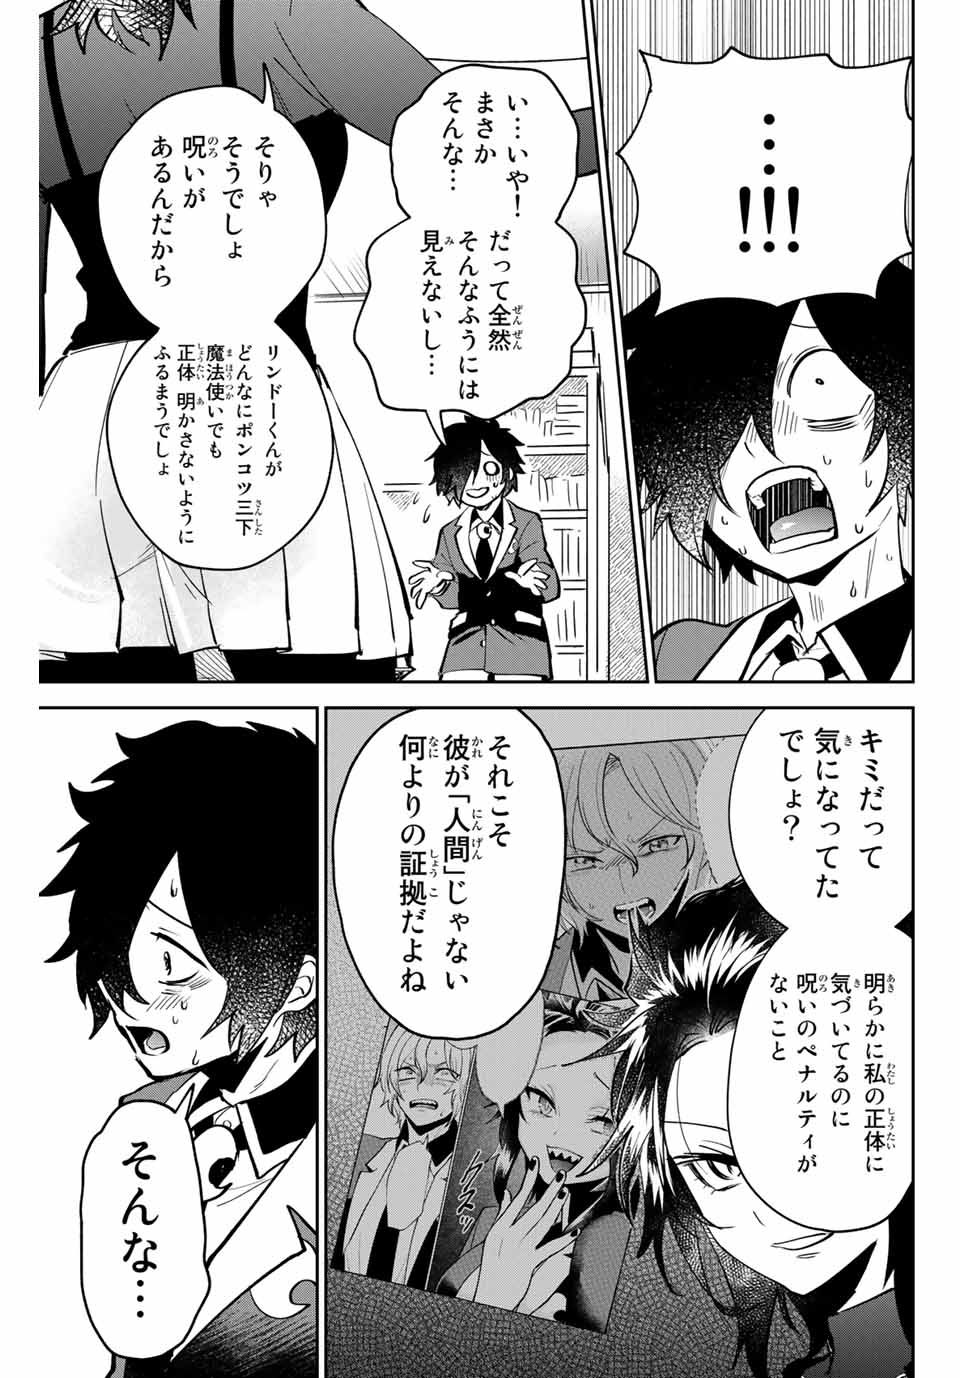 …!!!
い…いや！
まさか
そんな…
だって全然
そんなふうには
見えないし…
そりゃ
そうでしょ
呪いが
あるんだから
リンドーくんが
どんなにポンコツ三下
魔法使いでも
正体 明かさないように
ふるまうでしょ
キミだって
気になってた
でしょ？
明らかに私の正体に
気づいてるのに
呪いのペナルティが
ないこと
クスッ
それこそ
彼が「人間」じゃない
何よりの証拠だよね
そんな…